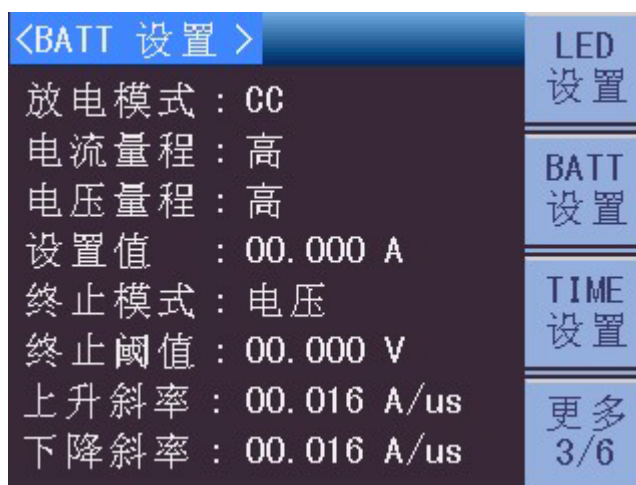 <BATT 设置 >
放电模式 : CC
电流量程 : 高
电压量程 : 高
设置值 : 00.000 A
终止模式 : 电压
终止阈值 : 00.000 V
上升斜率 : 00.016 A/us
下降斜率 : 00.016 A/us
LED
设置
BATT
设置
TIME
设置
更多
3/6